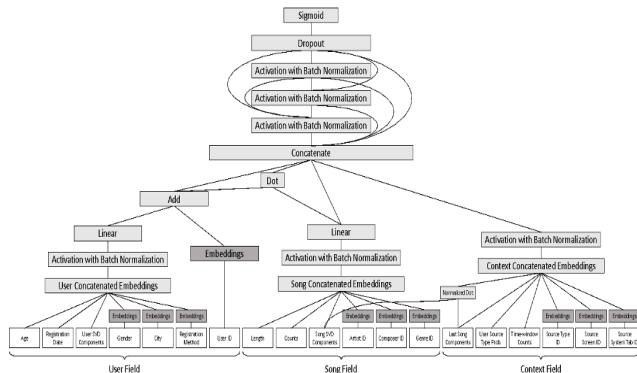 Sigmoid
Dropout
Activation with Batch Normalization
Activation with Batch Normalization
Activation with Batch Normalization
Concatenate
Dot
Add
Linear
Linear
Embeddings
Activation with Batch Normalization
Activation with Batch Normalization
Activation with Batch Normalization
User Concatenated Embeddings
Song Concatenated Embeddings
Context Concatenated Embeddings
Normalized Dot
Embeddings Embeddings Embeddings Embeddings Embeddings Embeddings Embeddings Embeddings Embeddings
Age
Registration Date
User SVD Components
Gender
City
Registration Method
User ID
Length
Counts
Song SVD Components
Artist ID
Composer ID
Genre ID
Last Song Components
User Source Type Prob
Time-window Counts
Source Type ID
Source Screen ID
Source System Tab ID
User Field
Song Field
Context Field